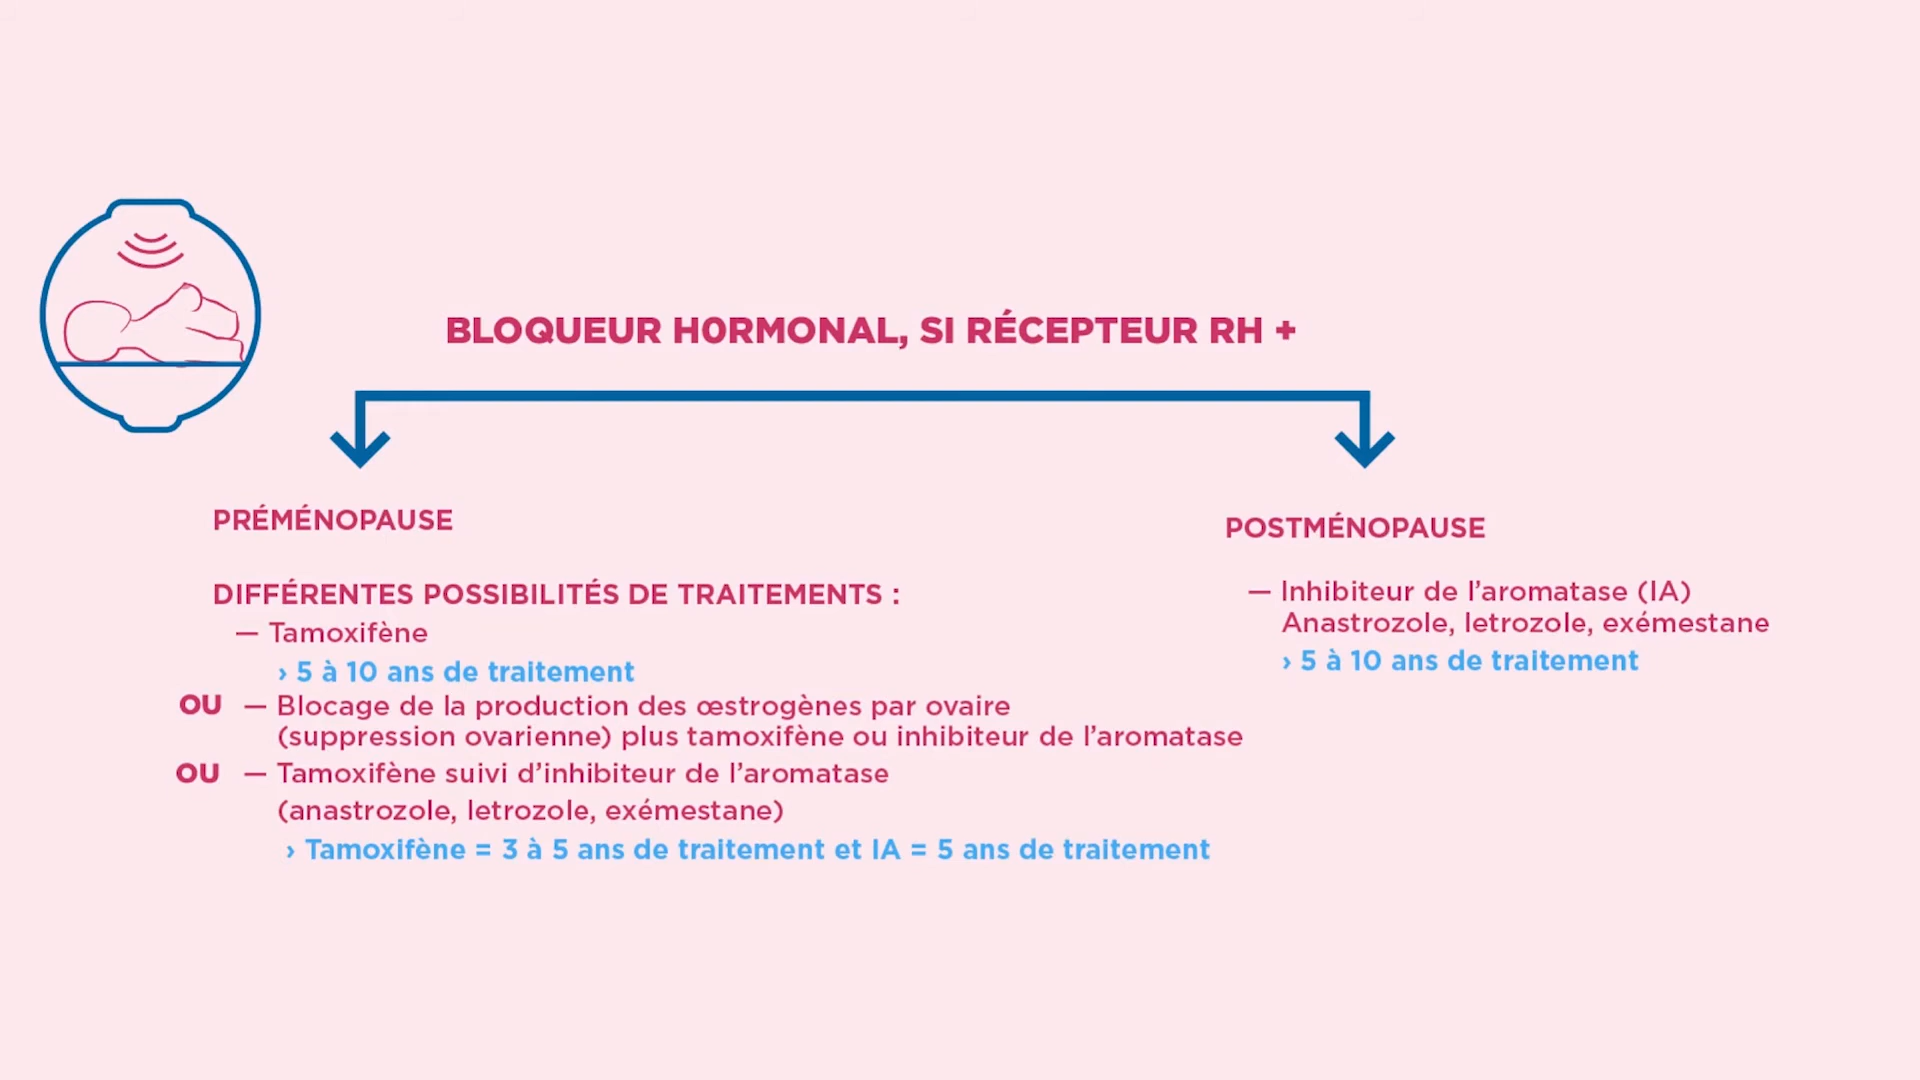 BLOQUEUR H0RMONAL, SI RÉCEPTEUR RH +
PRÉMÉNOPAUSE
DIFFÉRENTES POSSIBILITÉS DE TRAITEMENTS :
— Tamoxifène
› 5 à 10 ans de traitement
OU — Blocage de la production des œstrogènes par ovaire
(suppression ovarienne) plus tamoxifène ou inhibiteur de l’aromatase
OU — Tamoxifène suivi d’inhibiteur de l’aromatase
(anastrozole, letrozole, exémestane)
› Tamoxifène = 3 à 5 ans de traitement et IA = 5 ans de traitement
POSTMÉNOPAUSE
— Inhibiteur de l’aromatase (IA)
Anastrozole, letrozole, exémestane
› 5 à 10 ans de traitement